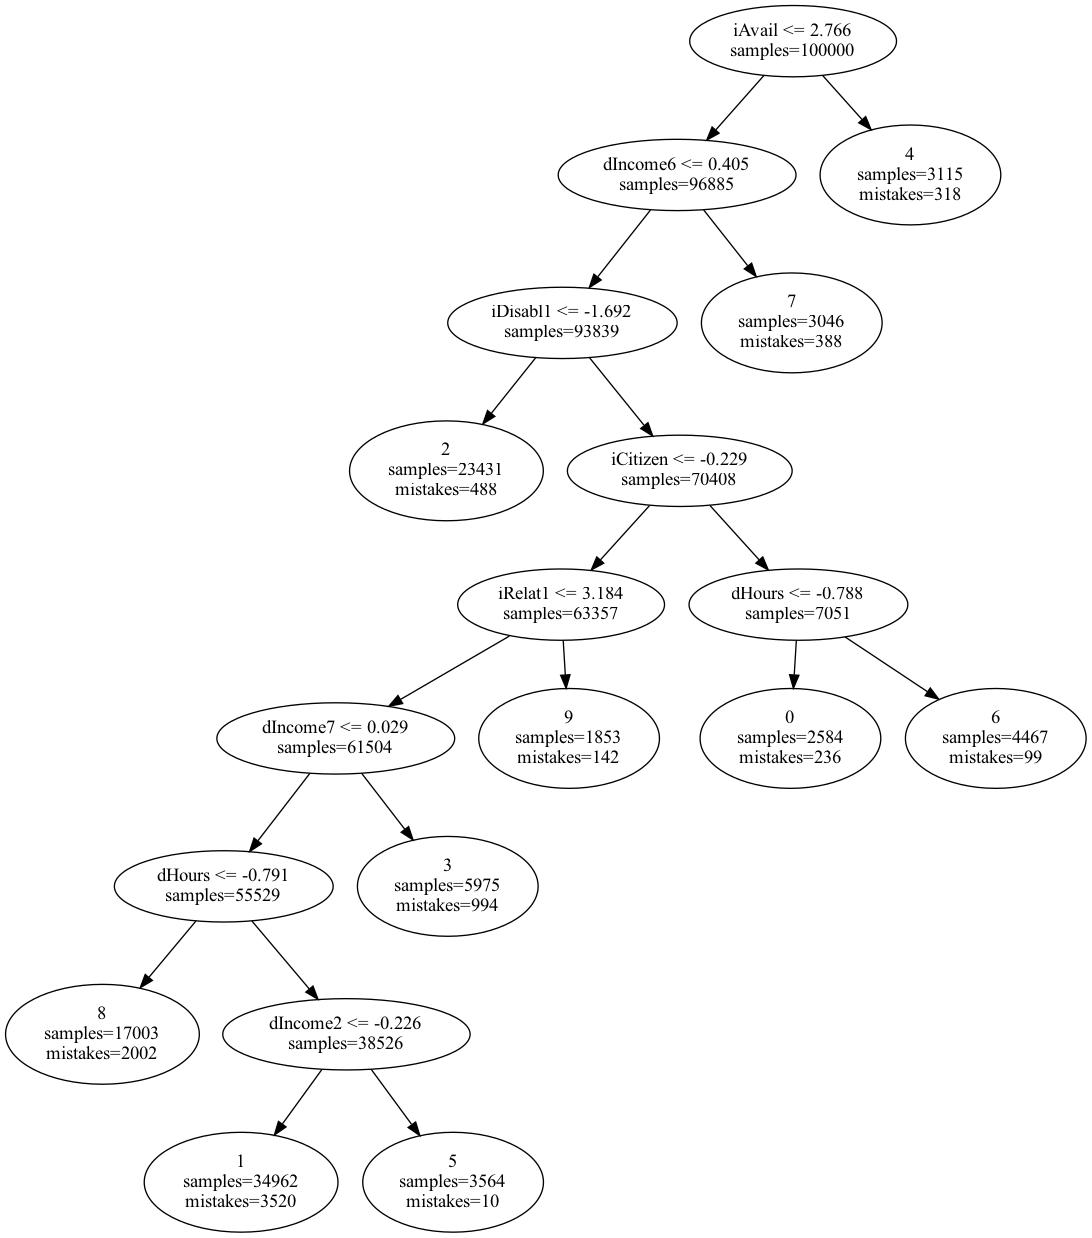 iAvail <= 2.766
samples=100000
dIncome6 <= 0.405
samples=96885
4
samples=3115
mistakes=318
iDisabl1 <= -1.692
samples=93839
7
samples=3046
mistakes=388
2
samples=23431
mistakes=488
iCitizen <= -0.229
samples=70408
iRelat1 <= 3.184
samples=63357
dHours <= -0.788
samples=7051
dIncome7 <= 0.029
samples=61504
9
samples=1853
mistakes=142
0
samples=2584
mistakes=236
6
samples=4467
mistakes=99
dHours <= -0.791
samples=55529
3
samples=5975
mistakes=994
8
samples=17003
mistakes=2002
dIncome2 <= -0.226
samples=38526
1
samples=34962
mistakes=3520
5
samples=3564
mistakes=10